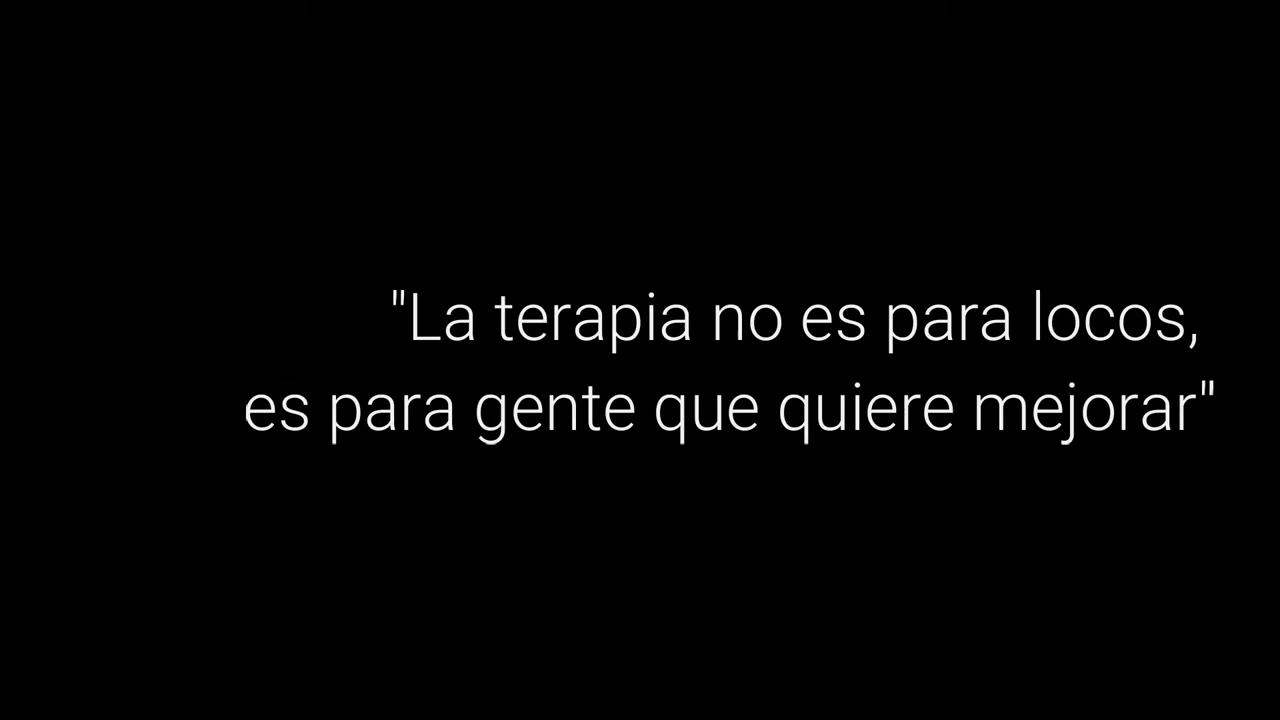 "La terapia no es para locos,
es para gente que quiere mejorar"